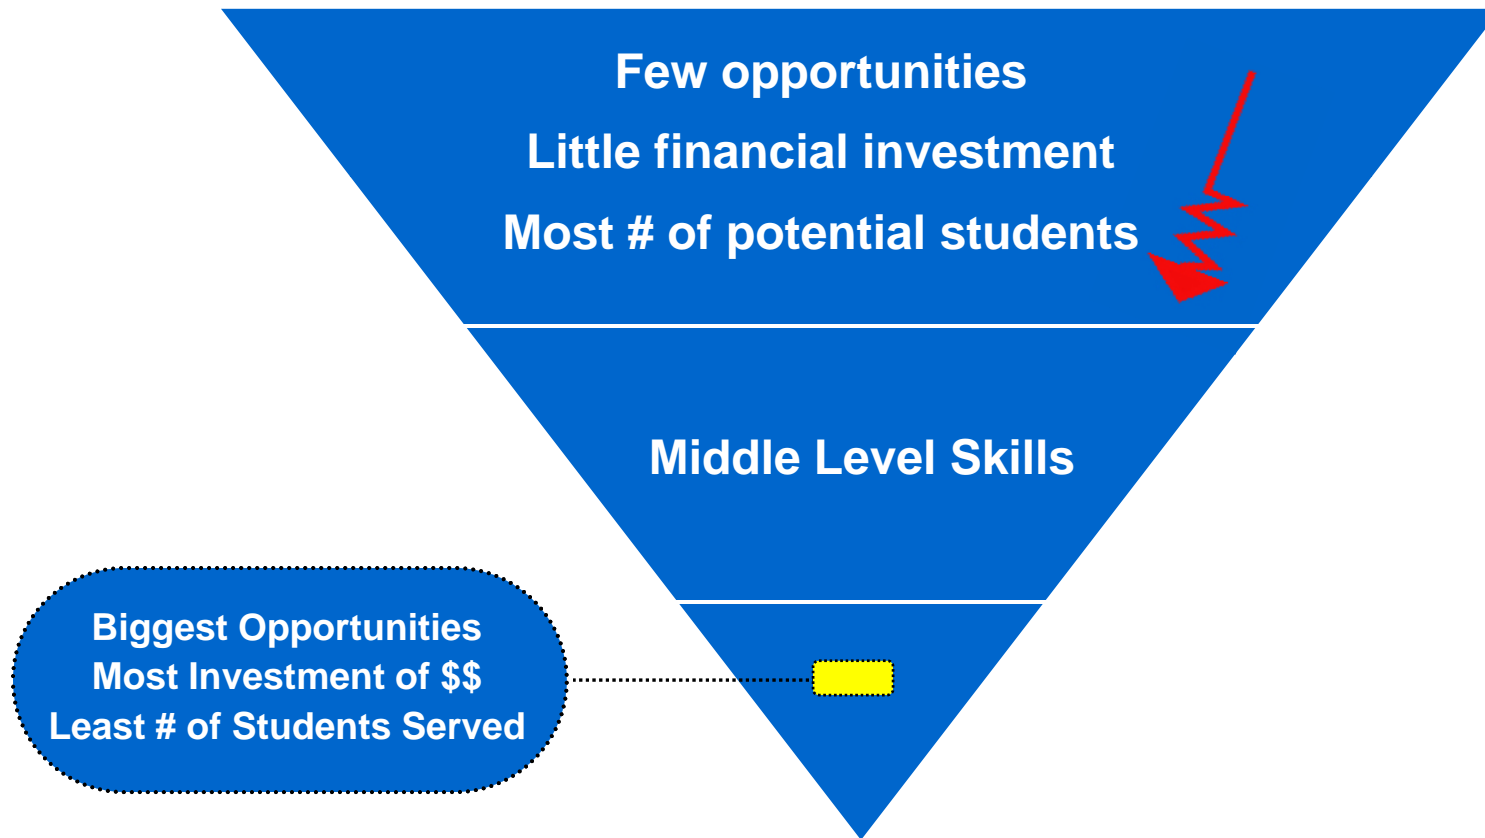 Few opportunities
Little financial investment
Most # of potential students
Middle Level Skills
Biggest Opportunities
Most Investment of $$
Least # of Students Served